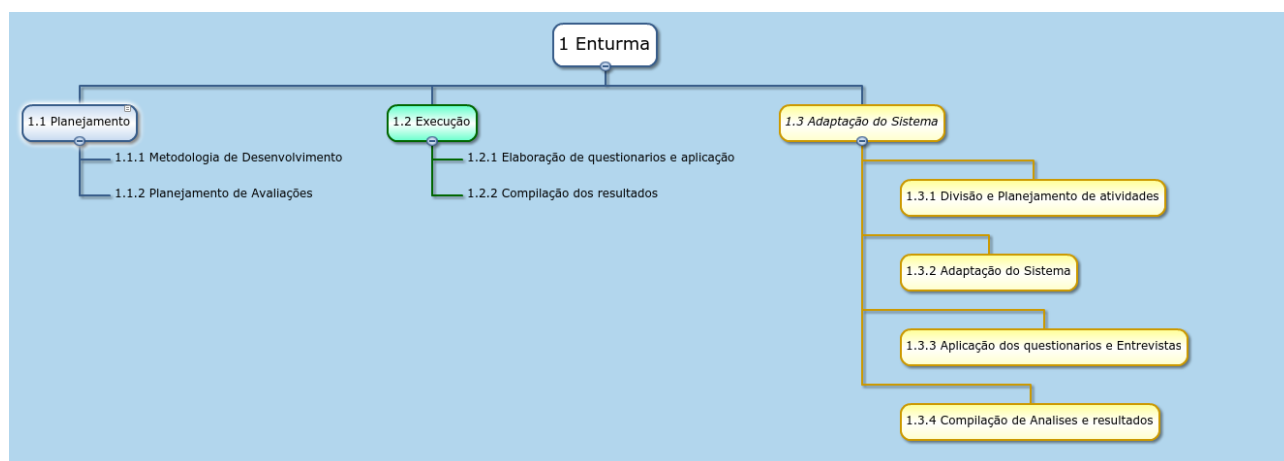 1 Enturma
1.1 Planejamento
1.1.1 Metodologia de Desenvolvimento
1.1.2 Planejamento de Avaliações
1.2 Execução
1.2.1 Elaboração de questionarios e aplicação
1.2.2 Compilação dos resultados
1.3 Adaptação do Sistema
1.3.1 Divisão e Planejamento de atividades
1.3.2 Adaptação do Sistema
1.3.3 Aplicação dos questionarios e Entrevistas
1.3.4 Compilação de Analises e resultados